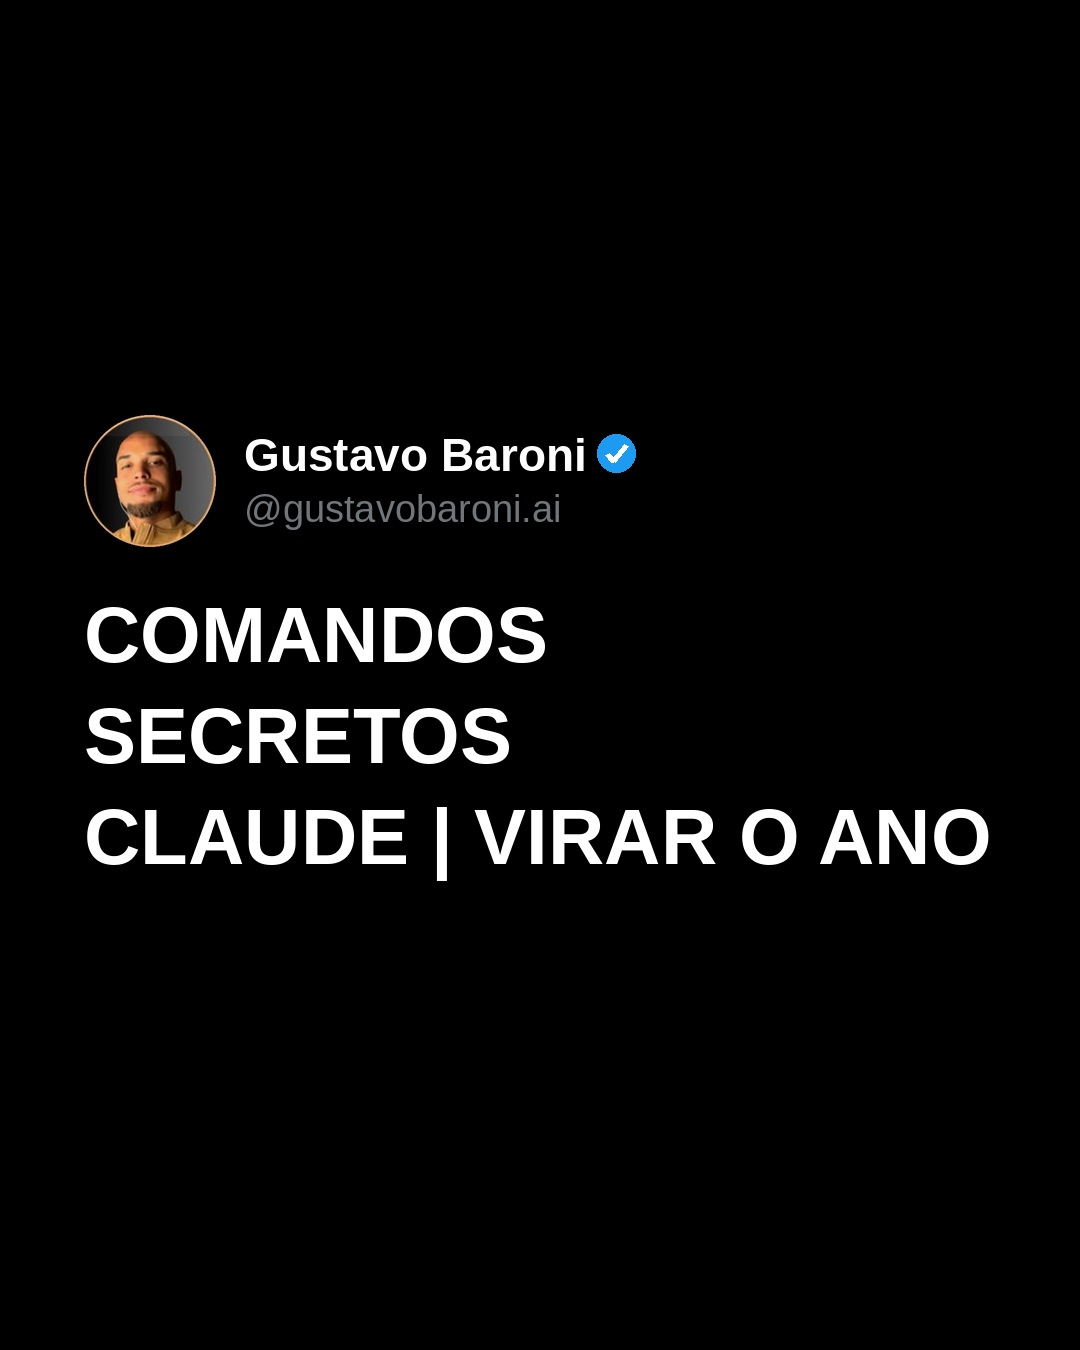 Gustavo Baroni
@gustavobaroni.ai
COMANDOS
SECRETOS
CLAUDE | VIRAR O ANO